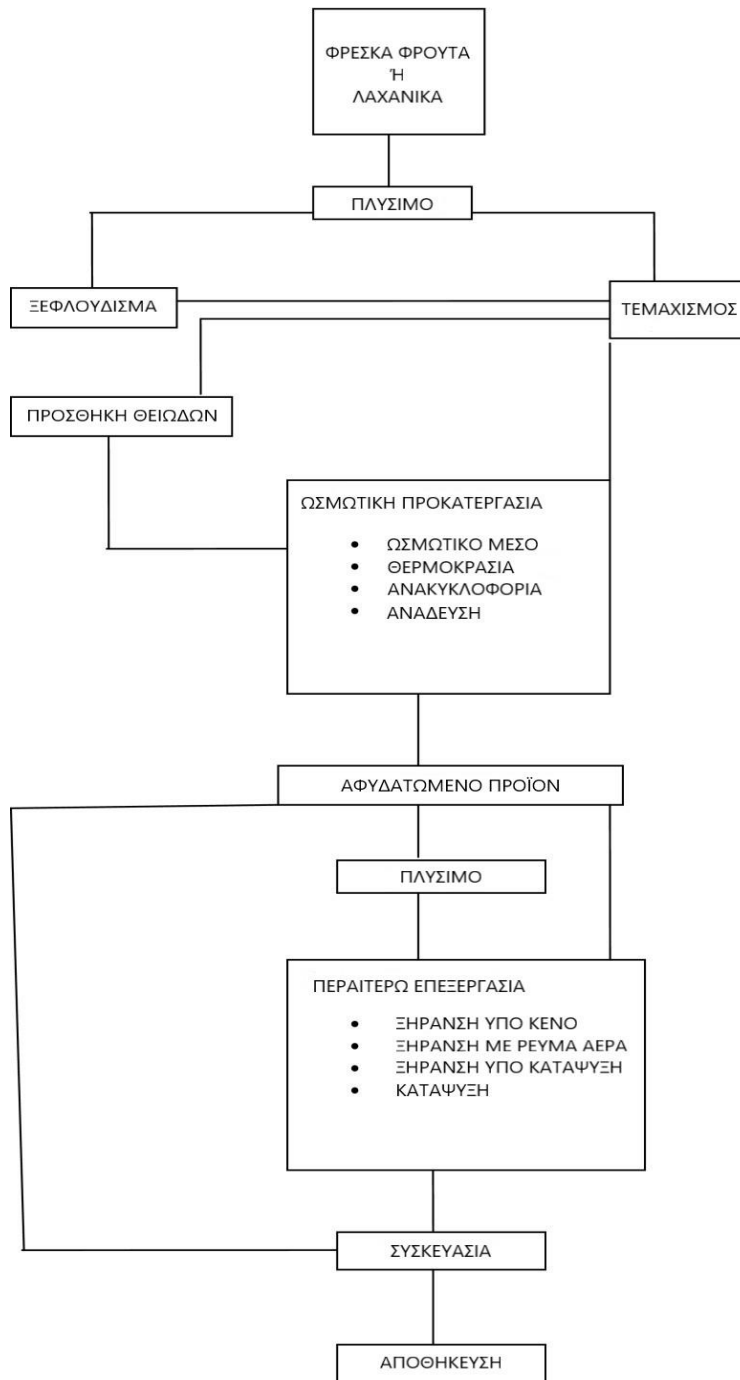 ΦΡΕΣΚΑ ΦΡΟΥΤΑ
Ή
ΛΑΧΑΝΙΚΑ
ΠΛΥΣΙΜΟ
ΞΕΦΛΟΥΔΙΣΜΑ
ΤΕΜΑΧΙΣΜΟΣ
ΠΡΟΣΘΗΚΗ ΘΕΙΩΔΩΝ
ΩΣΜΩΤΙΚΗ ΠΡΟΚΑΤΕΡΓΑΣΙΑ
• ΩΣΜΩΤΙΚΟ ΜΕΣΟ
• ΘΕΡΜΟΚΡΑΣΙΑ
• ΑΝΑΚΥΚΛΟΦΟΡΙΑ
• ΑΝΑΔΕΥΣΗ
ΑΦΥΔΑΤΩΜΕΝΟ ΠΡΟΪΟΝ
ΠΛΥΣΙΜΟ
ΠΕΡΑΙΤΕΡΩ ΕΠΕΞΕΡΓΑΣΙΑ
• ΞΗΡΑΝΣΗ ΥΠΟ ΚΕΝΟ
• ΞΗΡΑΝΣΗ ΜΕ ΡΕΥΜΑ ΑΕΡΑ
• ΞΗΡΑΝΣΗ ΥΠΟ ΚΑΤΑΨΥΞΗ
• ΚΑΤΑΨΥΞΗ
ΣΥΣΚΕΥΑΣΙΑ
ΑΠΟΘΗΚΕΥΣΗ